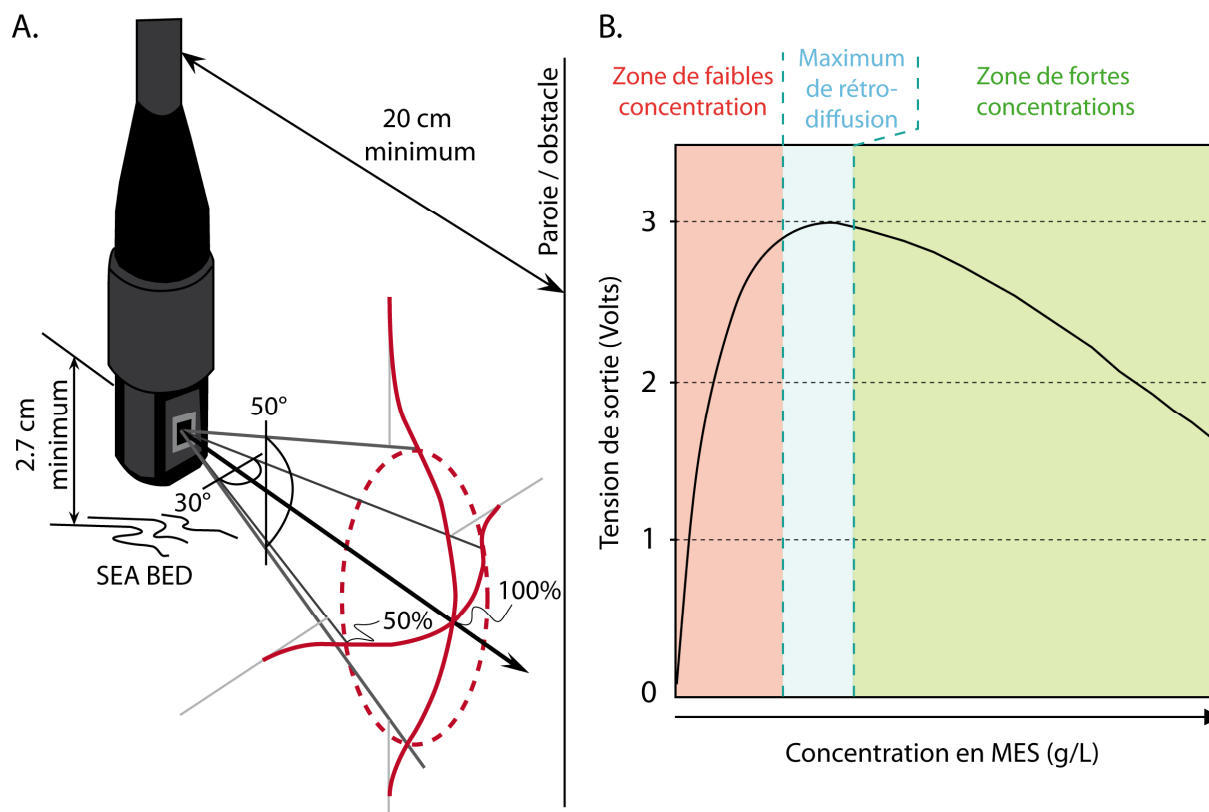 A.
20 cm
minimum
Paroie / obstacle
2.7 cm
minimum
50°
30°
SEA BED
50%
100%
B.
Zone de faibles
concentration
Maximum
de rétro-
diffusion
Zone de fortes
concentrations
Tension de sortie (Volts)
3
2
1
0
Concentration en MES (g/L)